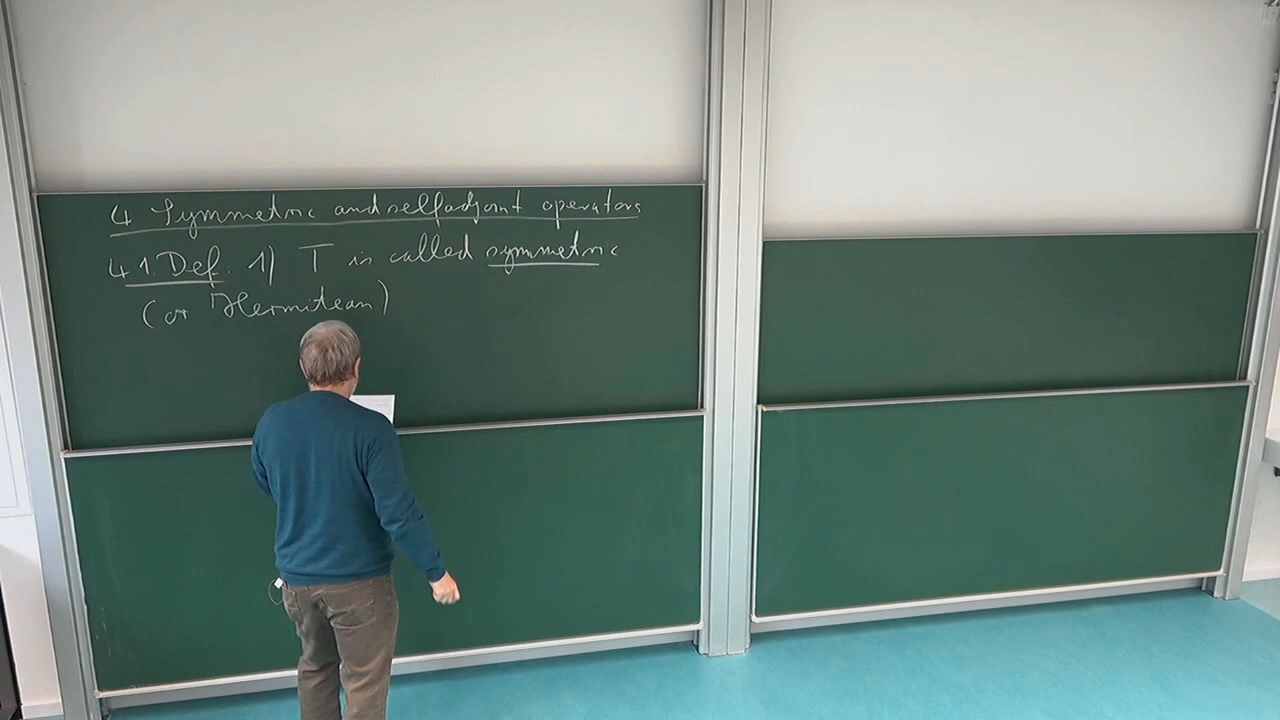 4 Symmetric and selfadjoint operators
4.1 Def. 1) T is called symmetric
(or Hermitean)